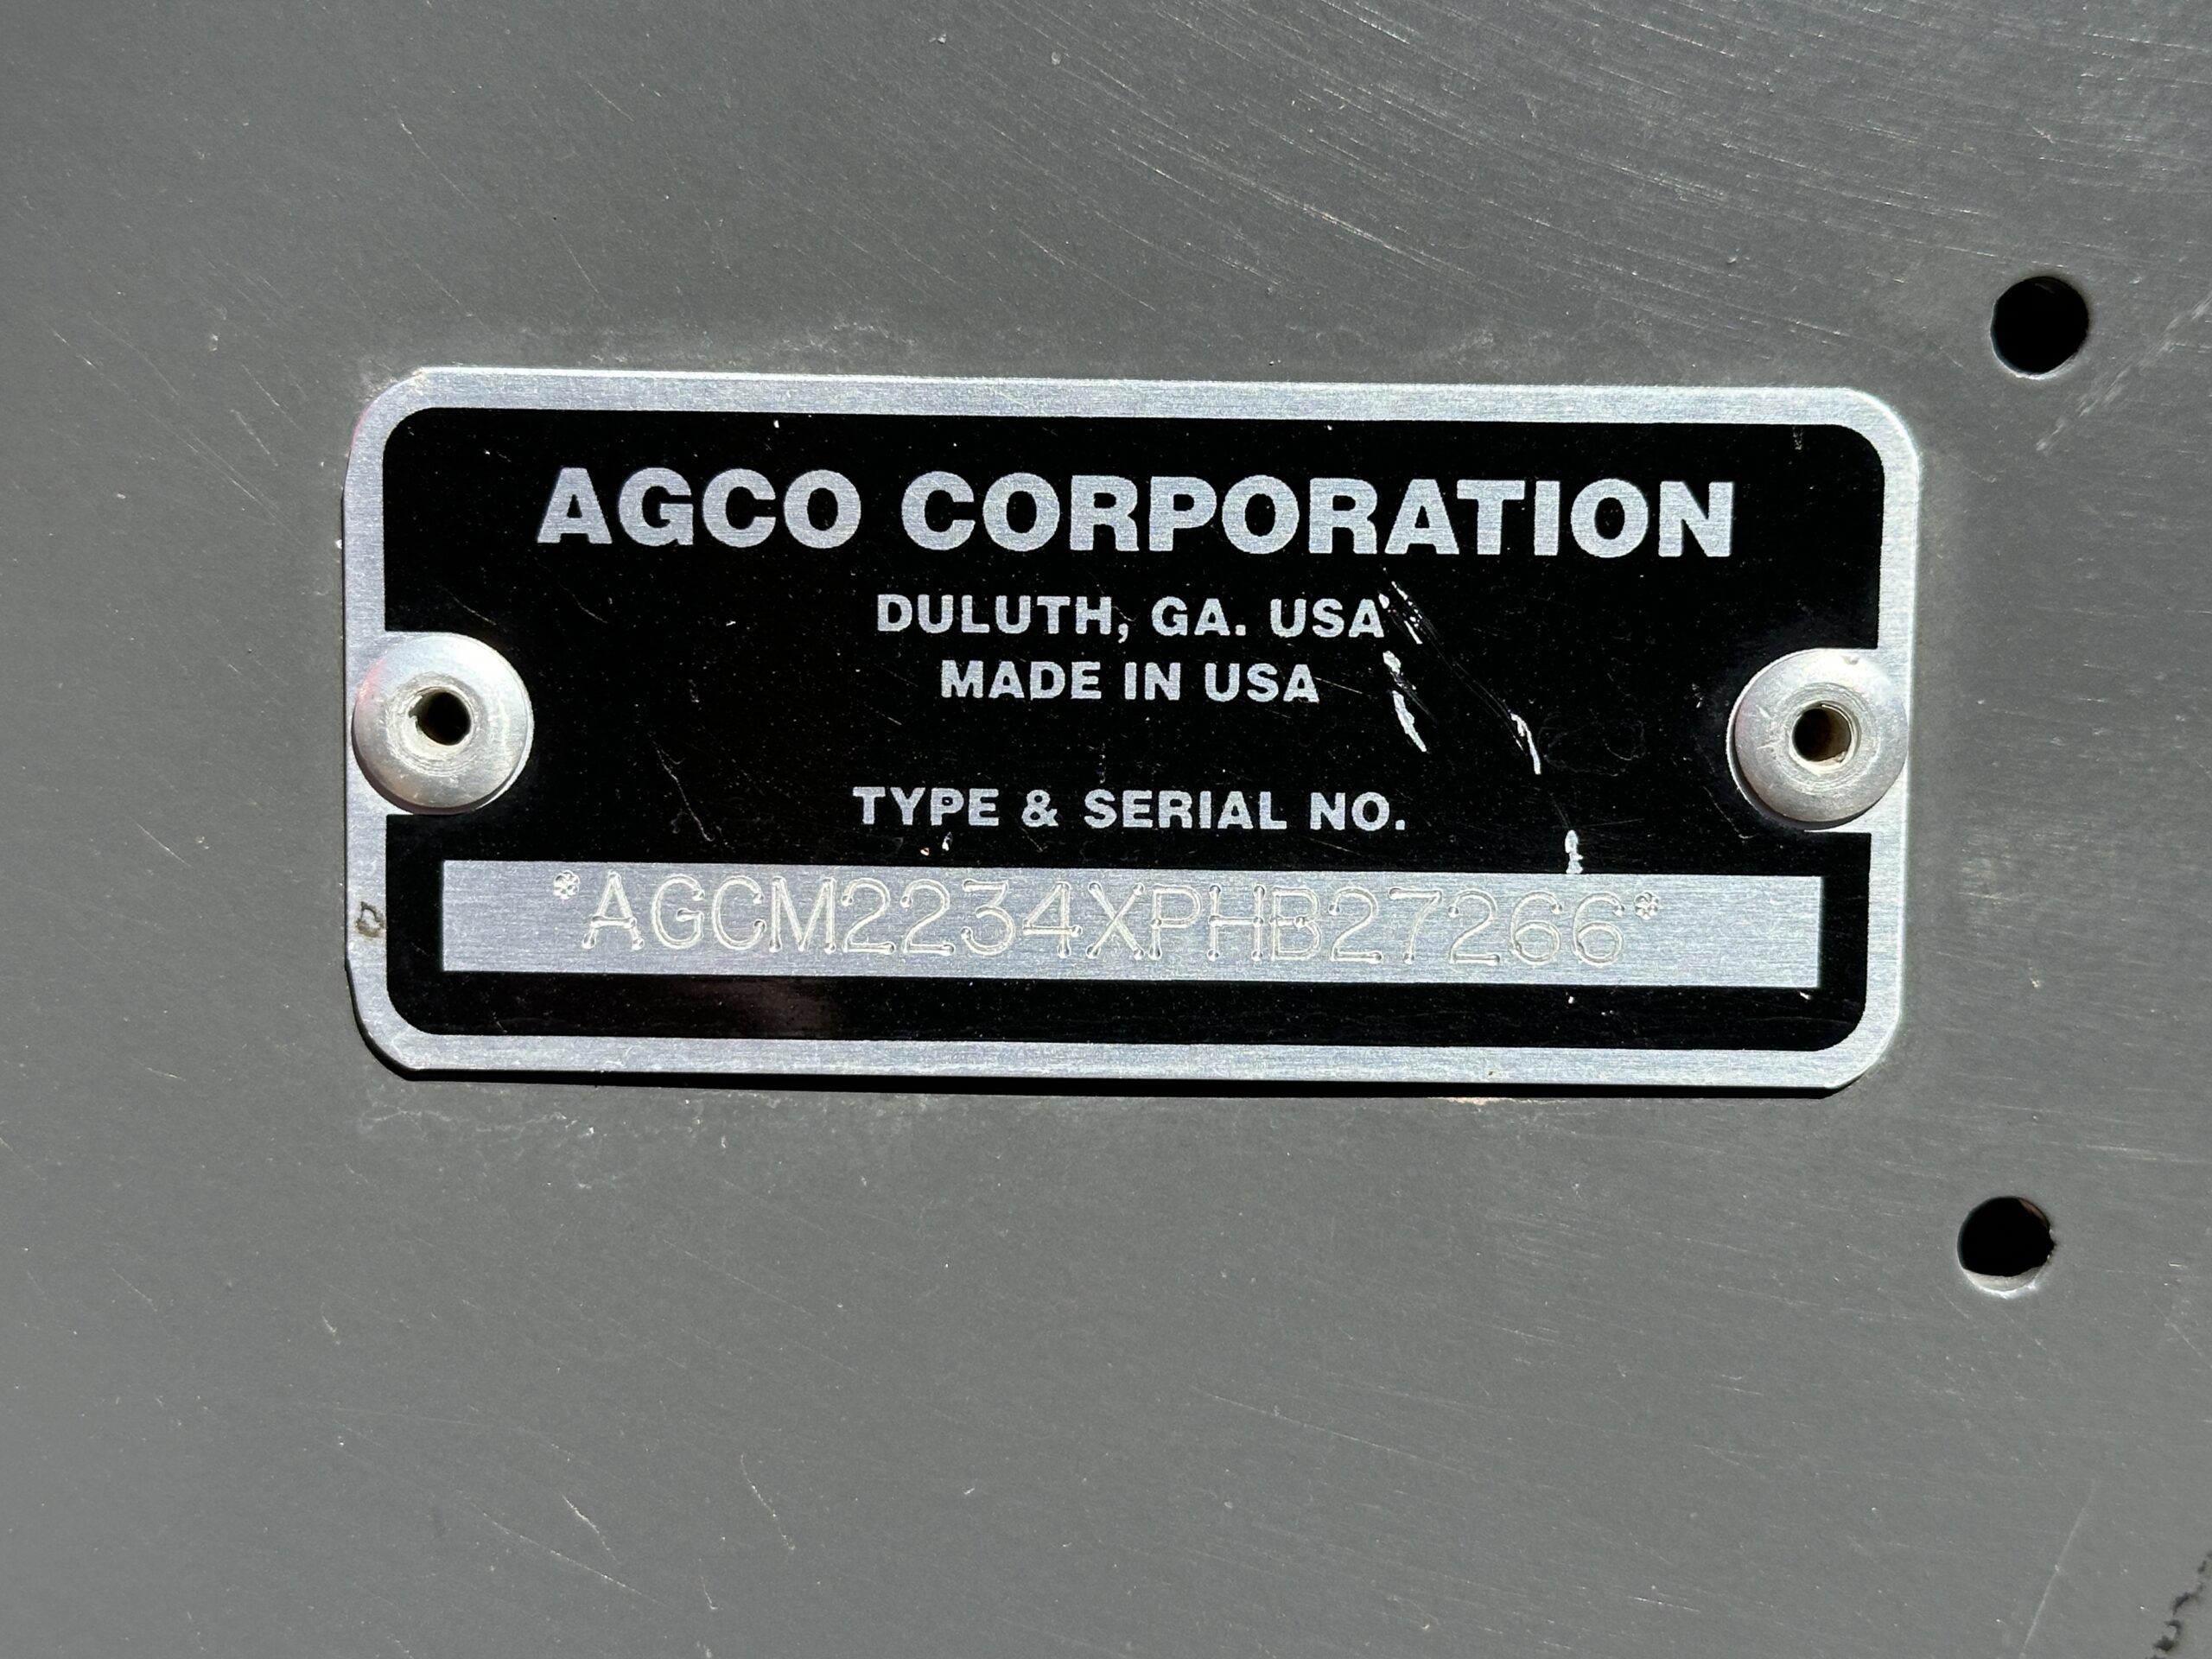 AGCO CORPORATION
DULUTH, GA. USA
MADE IN USA
TYPE & SERIAL NO.
*AGCM2234XPHB27266*